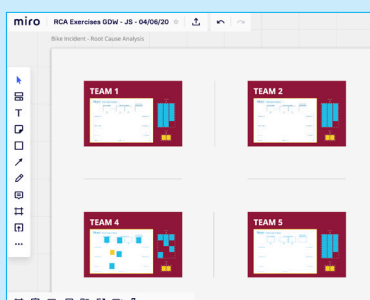 miro RCA Exercises GDW - JS - 04/06/20
Bike Incident - Root Cause Analysis
TEAM 1
TEAM 2
TEAM 4
TEAM 5